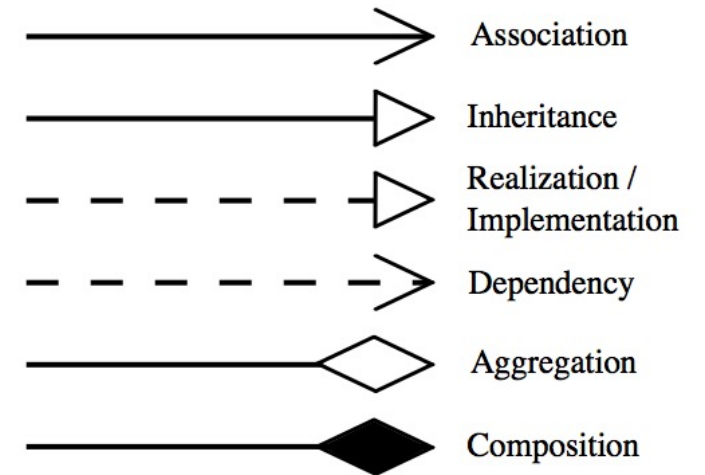 Association
Inheritance
Realization /
Implementation
Dependency
Aggregation
Composition